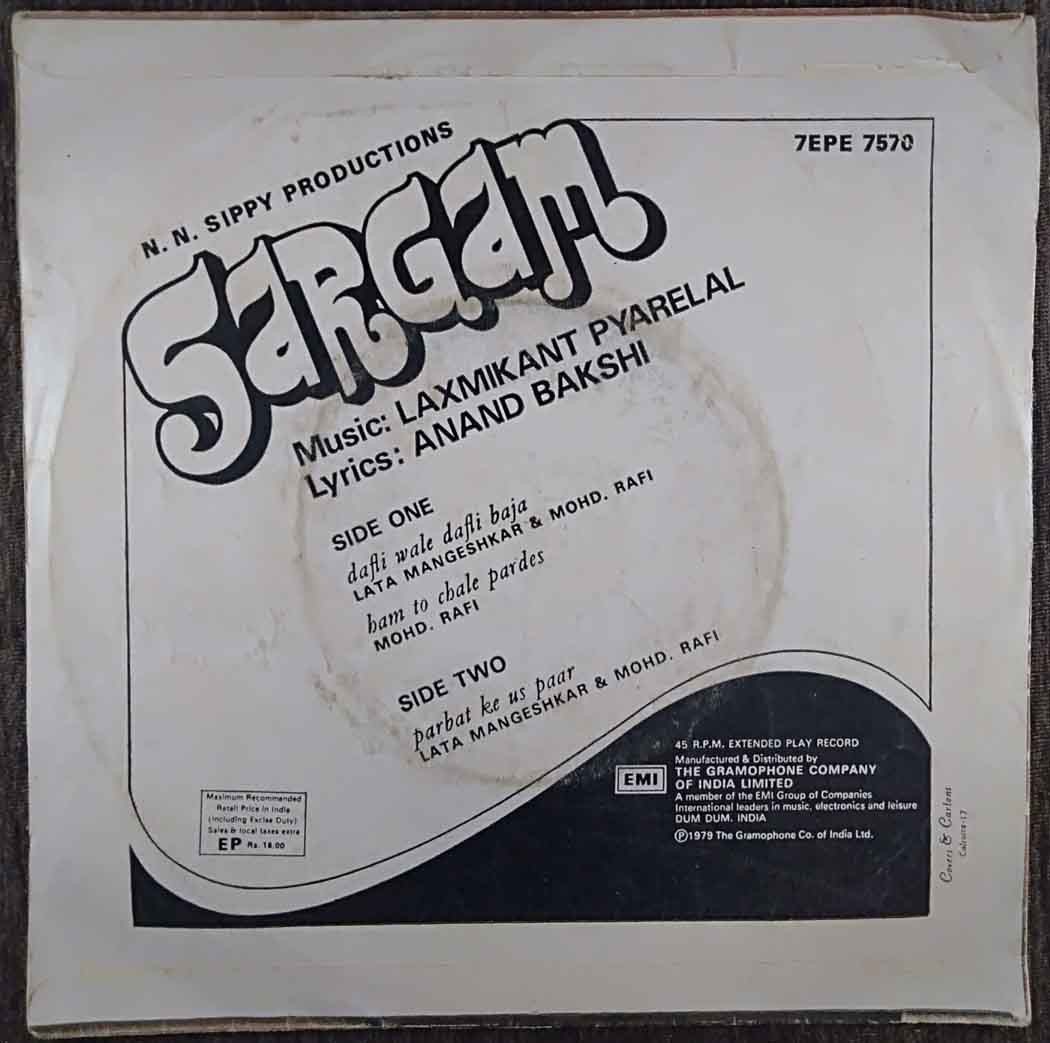 7EPE 7570
N. N. SIPPY PRODUCTIONS
SARGAM
Music: LAXMIKANT PYARELAL
Lyrics: ANAND BAKSHI
SIDE ONE
dafli wale dafli baja
LATA MANGESHKAR & MOHD. RAFI
ham to chale pardes
MOHD. RAFI
SIDE TWO
parbat ke us paar
LATA MANGESHKAR & MOHD. RAFI
Maximum Recommended
Retail Price in India
(Including Excise Duty)
Sales & local taxes extra
EP Rs. 18.00
EMI
45 R.P.M. EXTENDED PLAY RECORD
Manufactured & Distributed by
THE GRAMOPHONE COMPANY
OF INDIA LIMITED
A member of the EMI Group of Companies
International leaders in music, electronics and leisure
DUM DUM. INDIA
Ⓟ1979 The Gramophone Co. of India Ltd.
Covers & Cartons
Calcutta-17